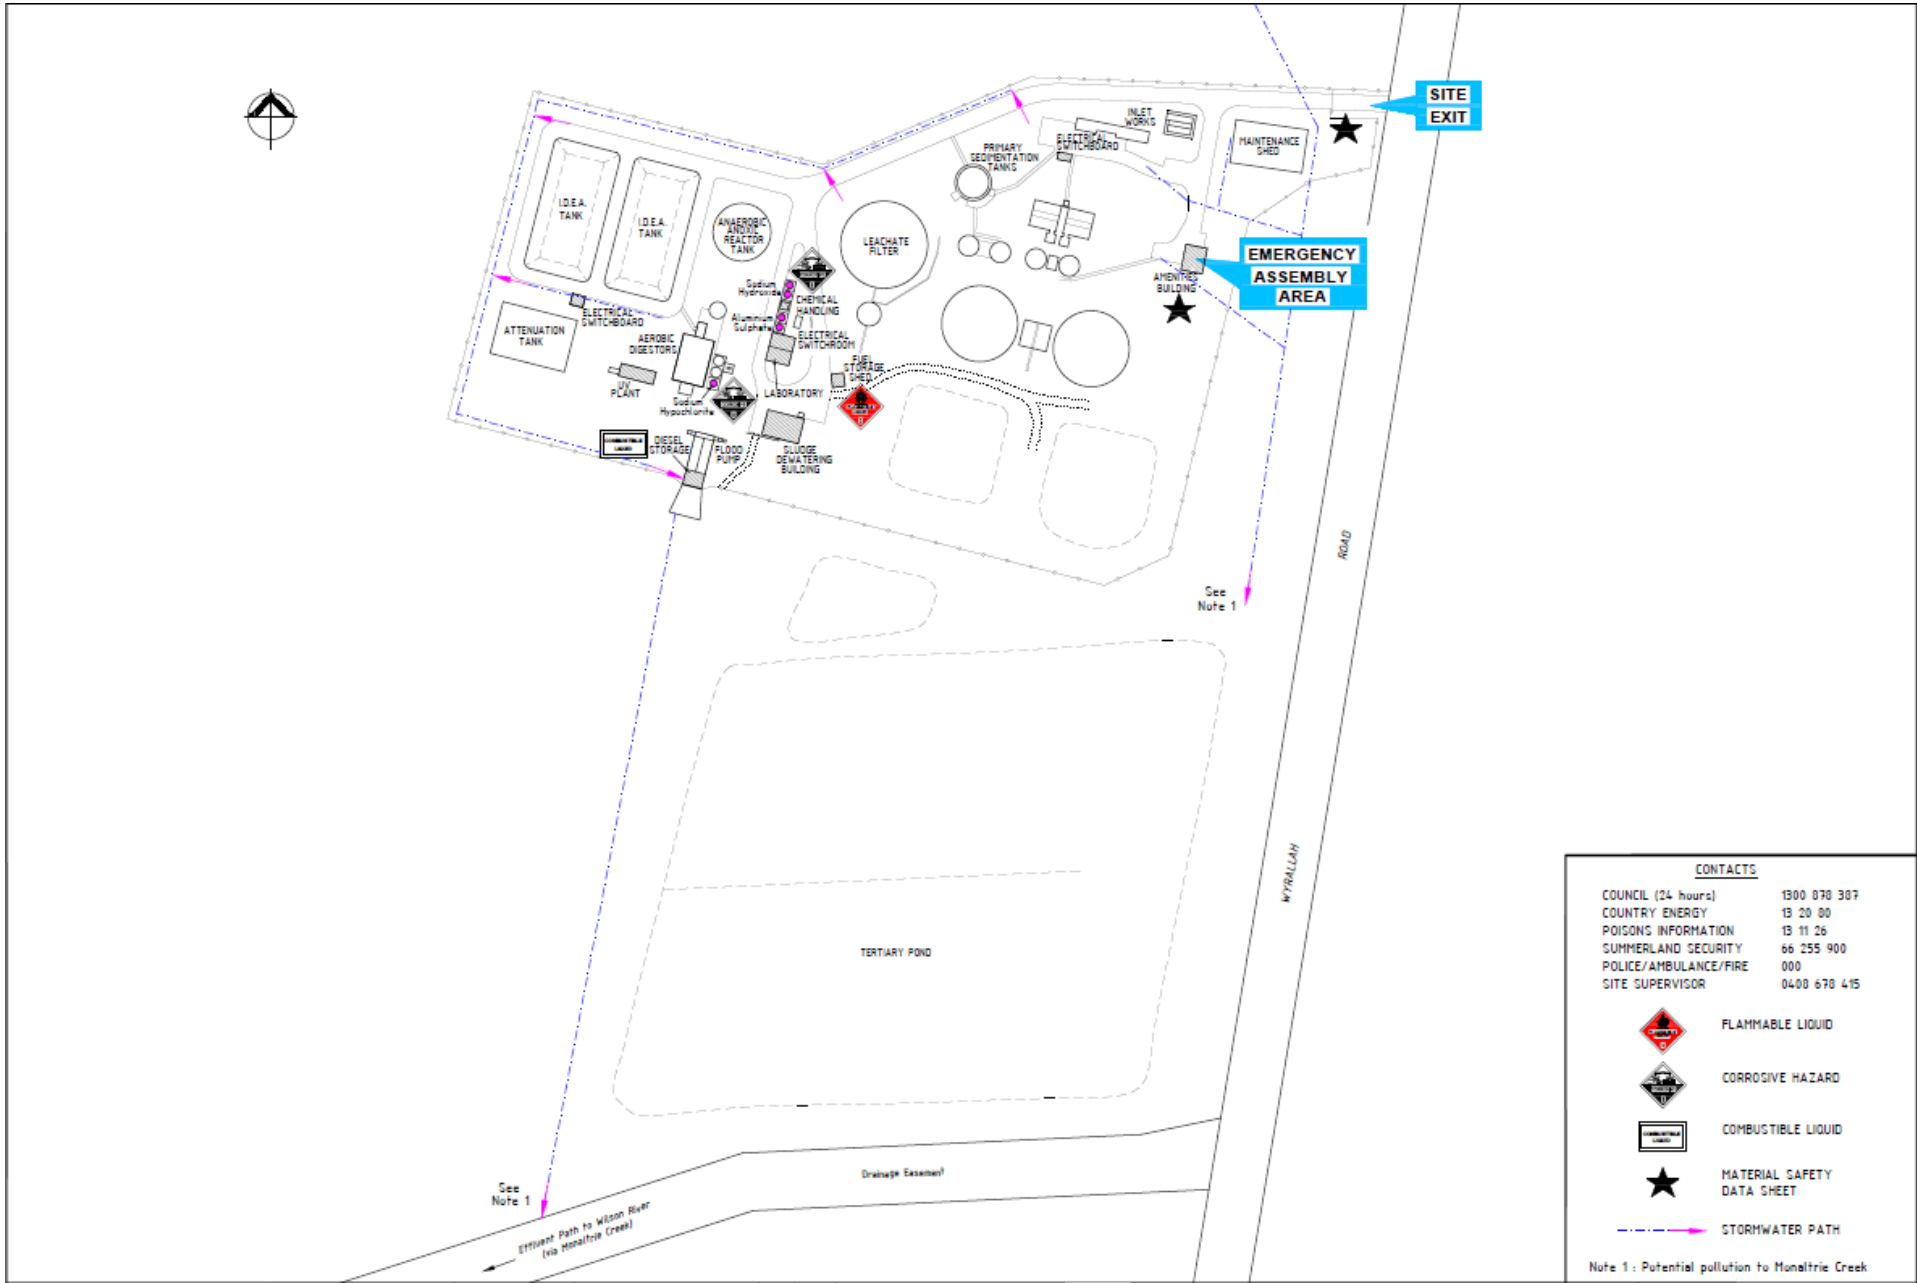 SITE
EXIT
INLET
WORKS
ELECTRICAL
SWITCHBOARD
MAINTENANCE
SHED
PRIMARY
SEDIMENTATION
TANKS
I.D.E.A.
TANK
I.D.E.A.
TANK
ANAEROBIC
ANOXIC
REACTOR
TANK
LEACHATE
FILTER
EMERGENCY
ASSEMBLY
AREA
AMENITIES
BUILDING
Sodium
Hydroxide
CHEMICAL
HANDLING
Aluminium
Sulphate
ELECTRICAL
SWITCHROOM
ELECTRICAL
SWITCHBOARD
ATTENUATION
TANK
AEROBIC
DIGESTORS
FUEL
STORAGE
SHED
UV
PLANT
LABORATORY
Sodium
Hypochlorite
COMBUSTIBLE
LIQUID
DIESEL
STORAGE
FLOOD
PUMP
SLUDGE
DEWATERING
BUILDING
ROAD
See
Note 1
WYRALLAH
TERTIARY POND
Drainage Easement
See
Note 1
Effluent Path to Wilson River
(via Monaltrie Creek)
CONTACTS
COUNCIL (24 hours) 1300 878 387
COUNTRY ENERGY 13 20 80
POISONS INFORMATION 13 11 26
SUMMERLAND SECURITY 66 255 900
POLICE/AMBULANCE/FIRE 000
SITE SUPERVISOR 0408 678 415
FLAMMABLE LIQUID
CORROSIVE HAZARD
COMBUSTIBLE
LIQUID
COMBUSTIBLE LIQUID
MATERIAL SAFETY
DATA SHEET
STORMWATER PATH
Note 1 : Potential pollution to Monaltrie Creek